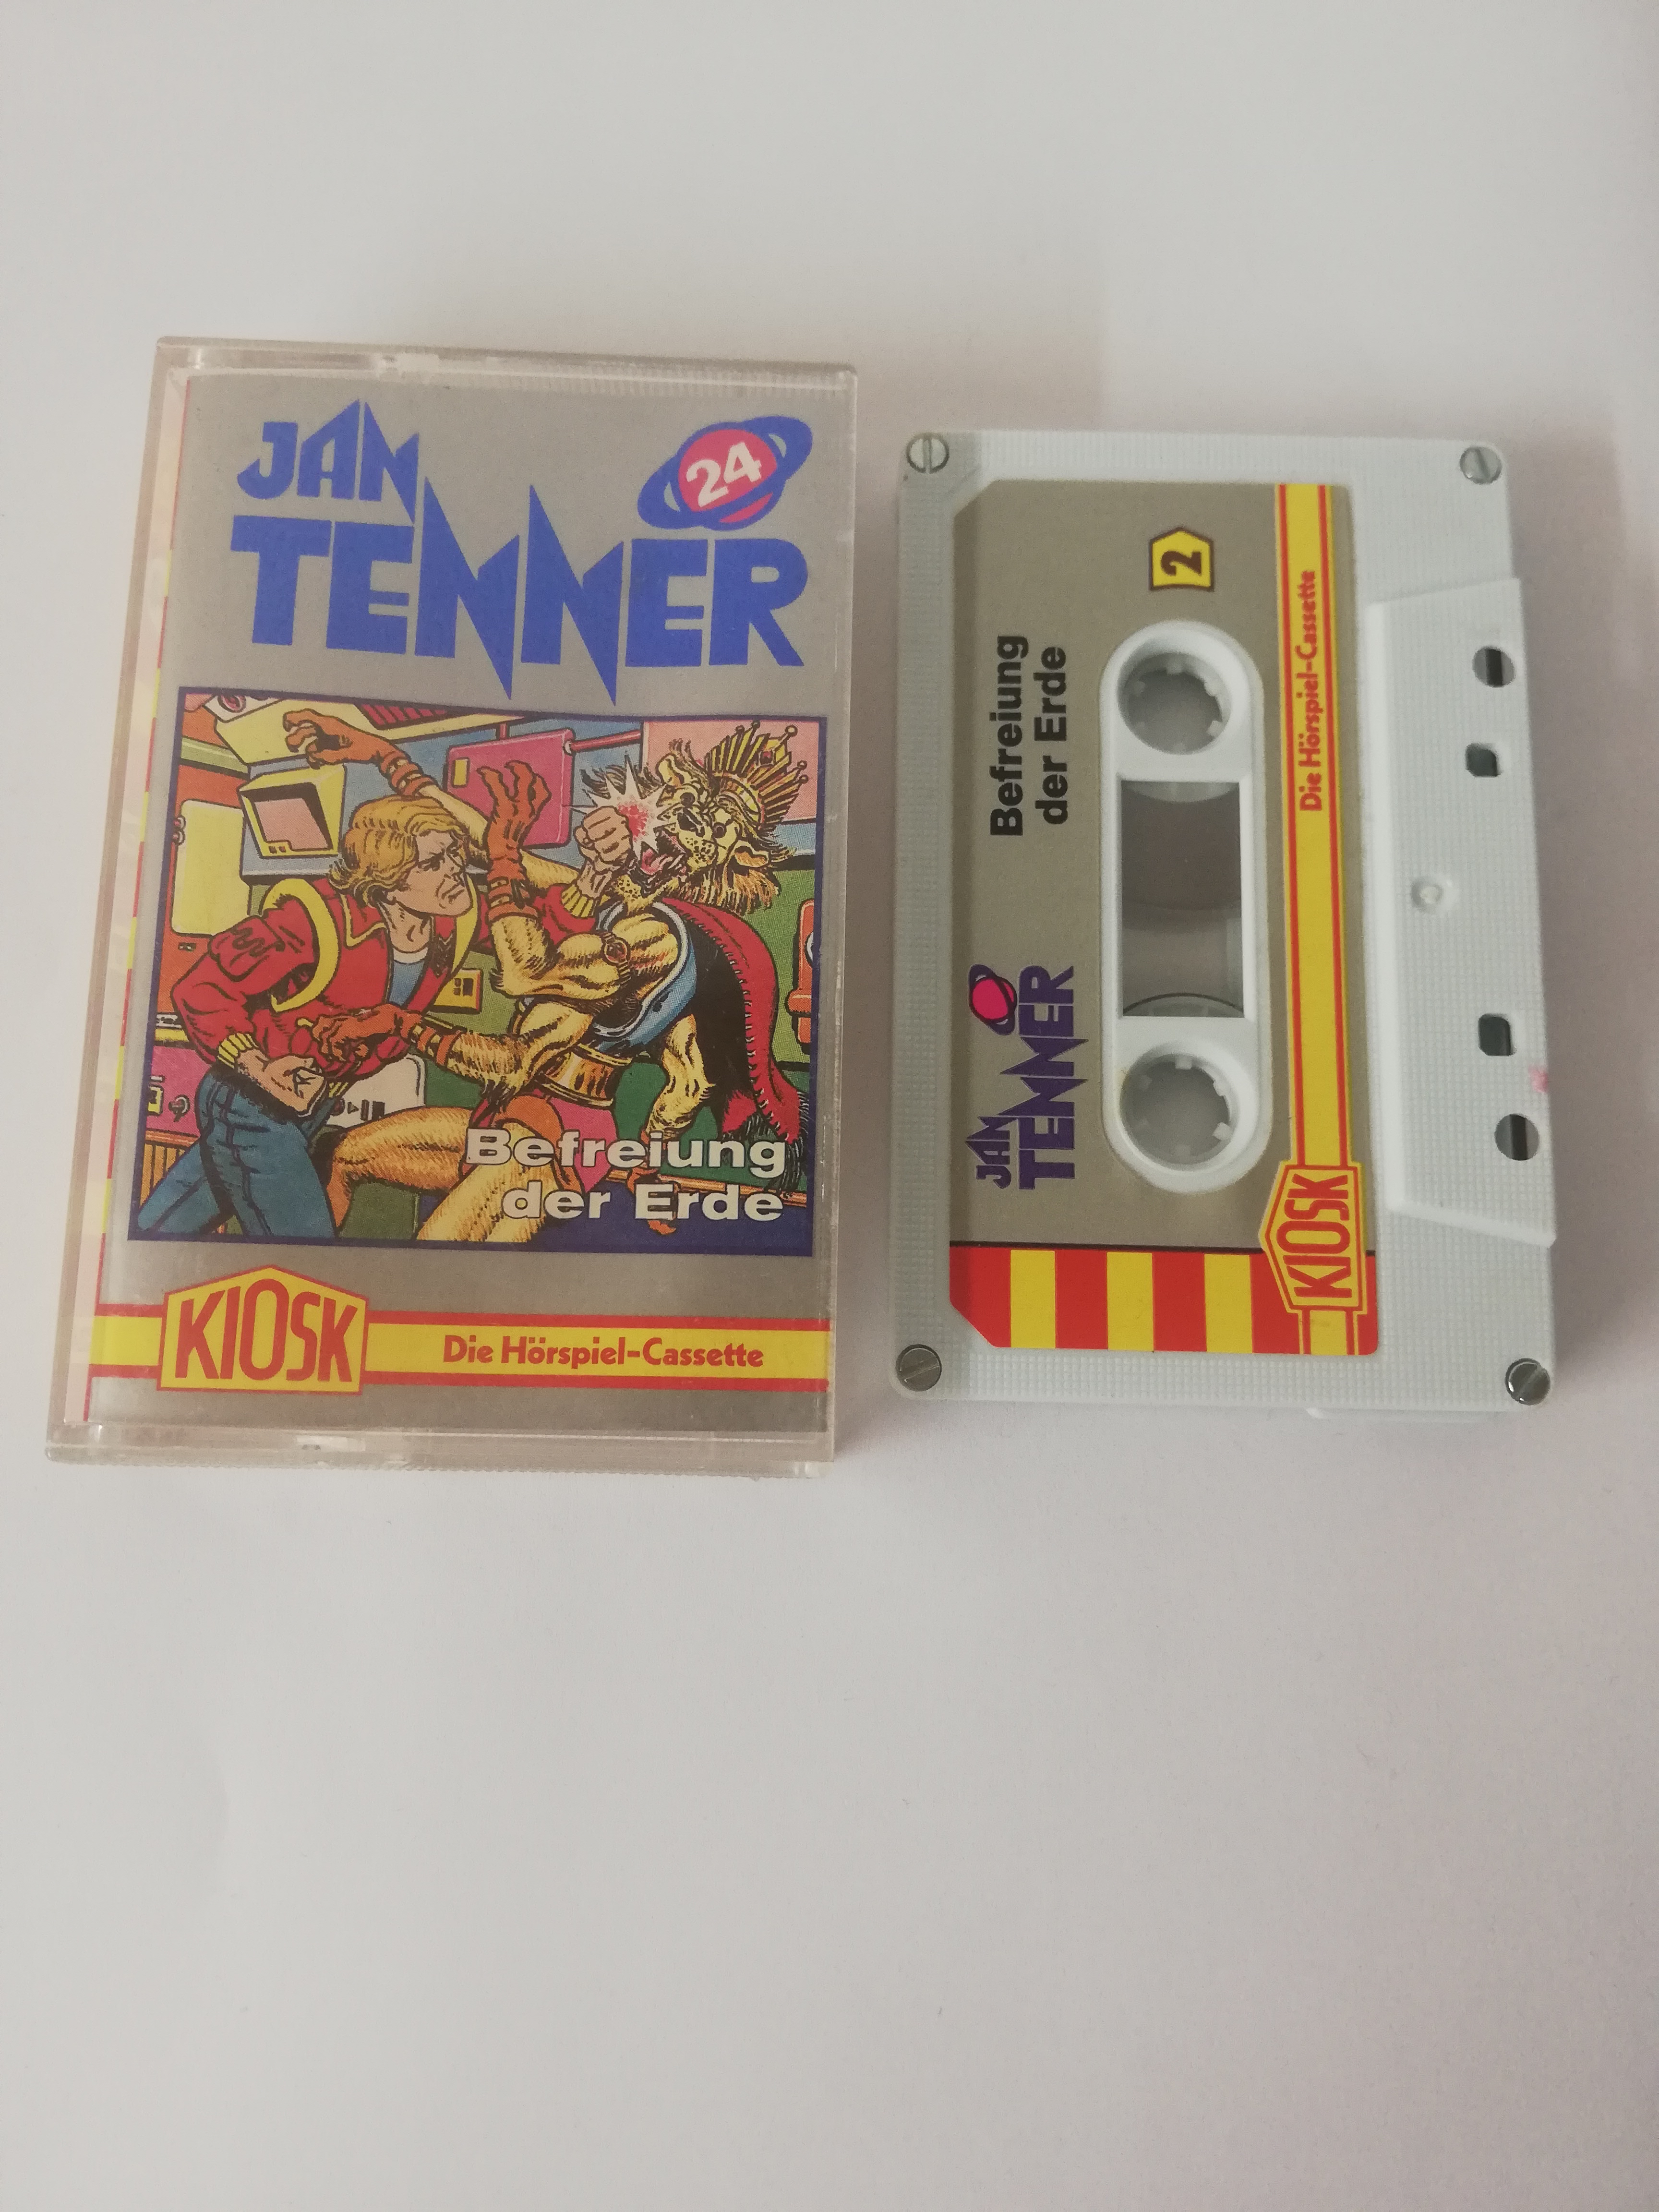 JAN
TENNER
24
Befreiung
der Erde
KIOSK
Die Hörspiel-Cassette
JAN
TENNER
Befreiung
der Erde
2
KIOSK
Die Hörspiel-Cassette